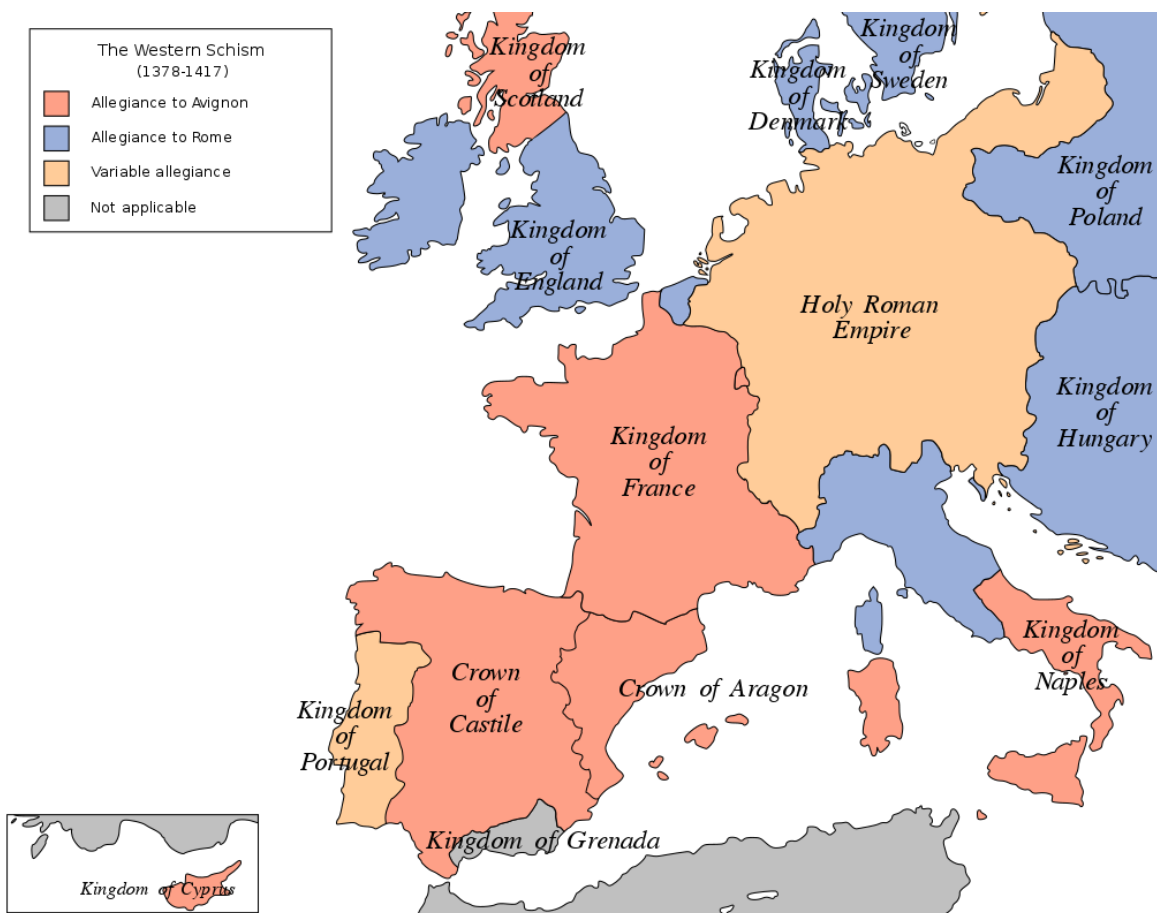 The Western Schism
(1378-1417)
Allegiance to Avignon
Allegiance to Rome
Variable allegiance
Not applicable
Kingdom
of
Scotland
Kingdom
of
Denmark
Kingdom
of
Sweden
Kingdom
of
Poland
Kingdom
of
England
Holy Roman
Empire
Kingdom
of
Hungary
Kingdom
of
France
Crown
of
Castile
Crown of Aragon
Kingdom
of
Naples
Kingdom
of
Portugal
Kingdom of Grenada
Kingdom of Cyprus